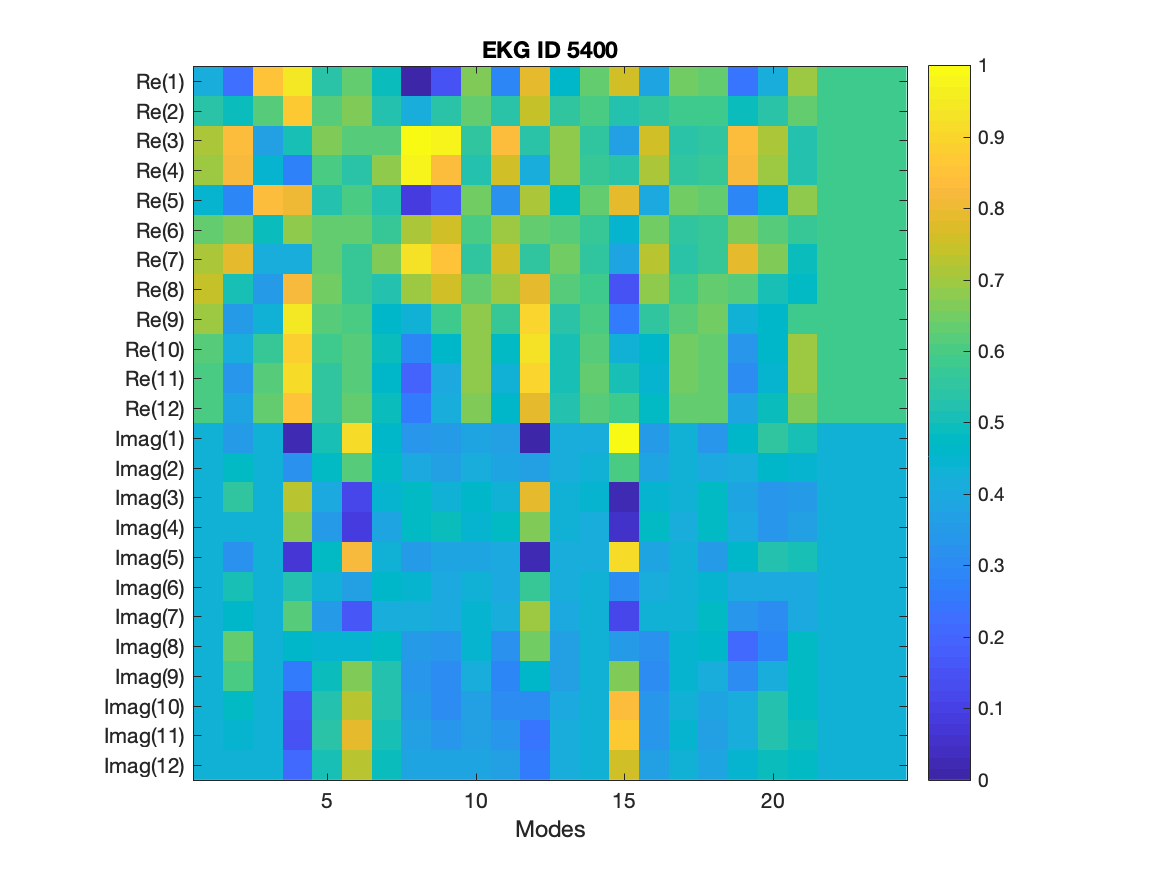 EKG ID 5400
Re(1)
Re(2)
Re(3)
Re(4)
Re(5)
Re(6)
Re(7)
Re(8)
Re(9)
Re(10)
Re(11)
Re(12)
Imag(1)
Imag(2)
Imag(3)
Imag(4)
Imag(5)
Imag(6)
Imag(7)
Imag(8)
Imag(9)
Imag(10)
Imag(11)
Imag(12)
5 10 15 20
Modes
1
0.9
0.8
0.7
0.6
0.5
0.4
0.3
0.2
0.1
0